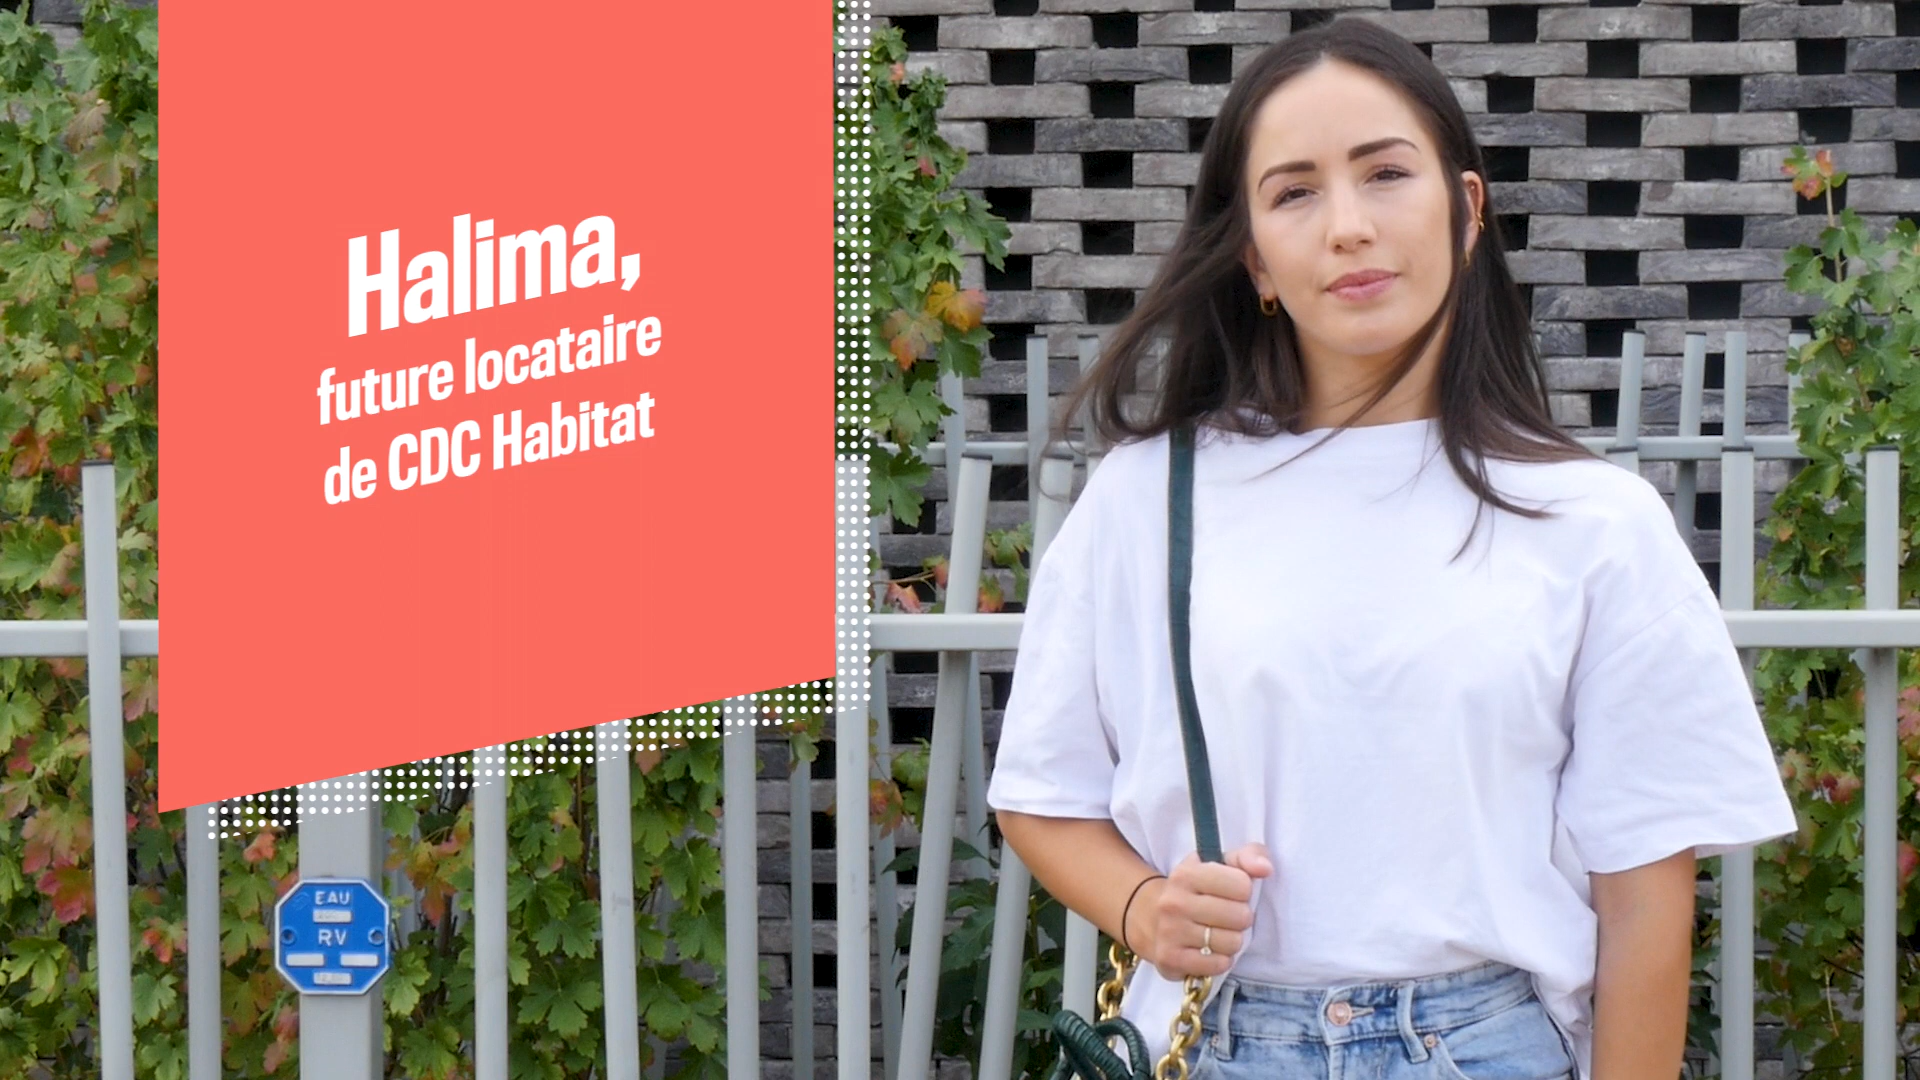 Halima,
future locataire
de CDC Habitat
EAU
RV